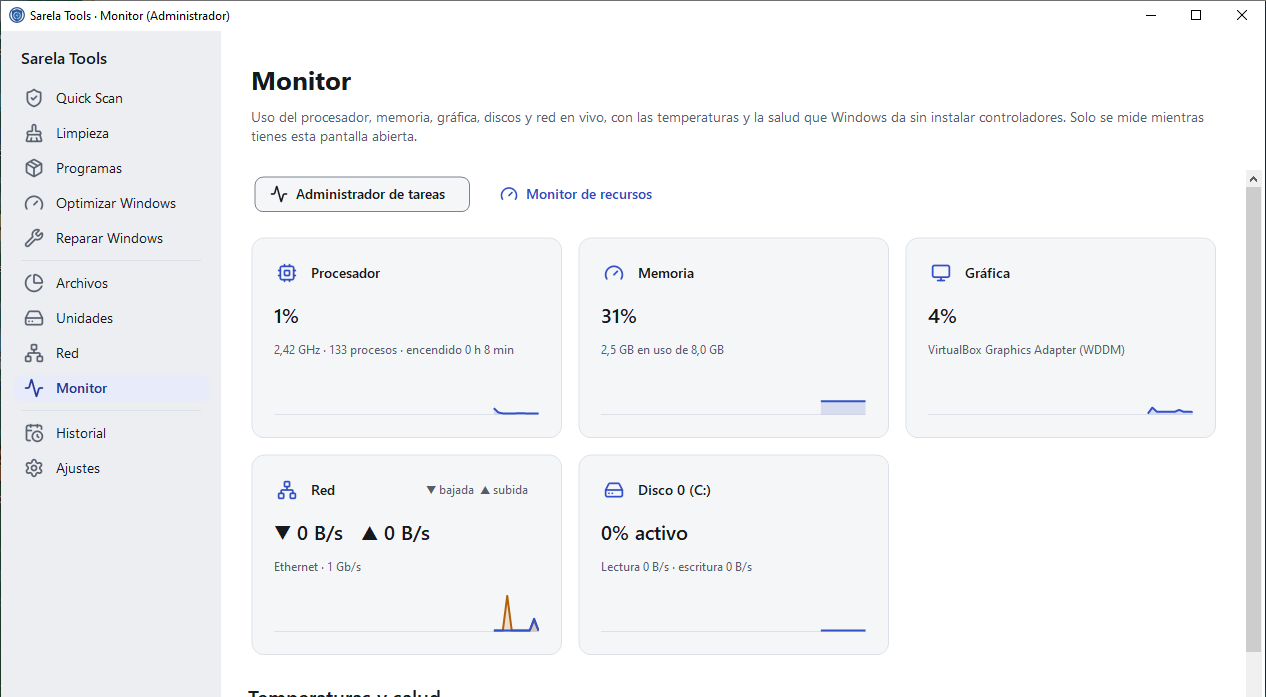 Sarela Tools · Monitor (Administrador)
Sarela Tools
Quick Scan
Limpieza
Programas
Optimizar Windows
Reparar Windows
Archivos
Unidades
Red
Monitor
Historial
Ajustes
Monitor
Uso del procesador, memoria, gráfica, discos y red en vivo, con las temperaturas y la salud que Windows da sin instalar controladores. Solo se mide mientras
tienes esta pantalla abierta.
Administrador de tareas
Monitor de recursos
Procesador
1%
2,42 GHz · 133 procesos · encendido 0 h 8 min
Memoria
31%
2,5 GB en uso de 8,0 GB
Gráfica
4%
VirtualBox Graphics Adapter (WDDM)
Red
▼ bajada ▲ subida
▼ 0 B/s ▲ 0 B/s
Ethernet · 1 Gb/s
Disco 0 (C:)
0% activo
Lectura 0 B/s · escritura 0 B/s
Temperaturas y salud